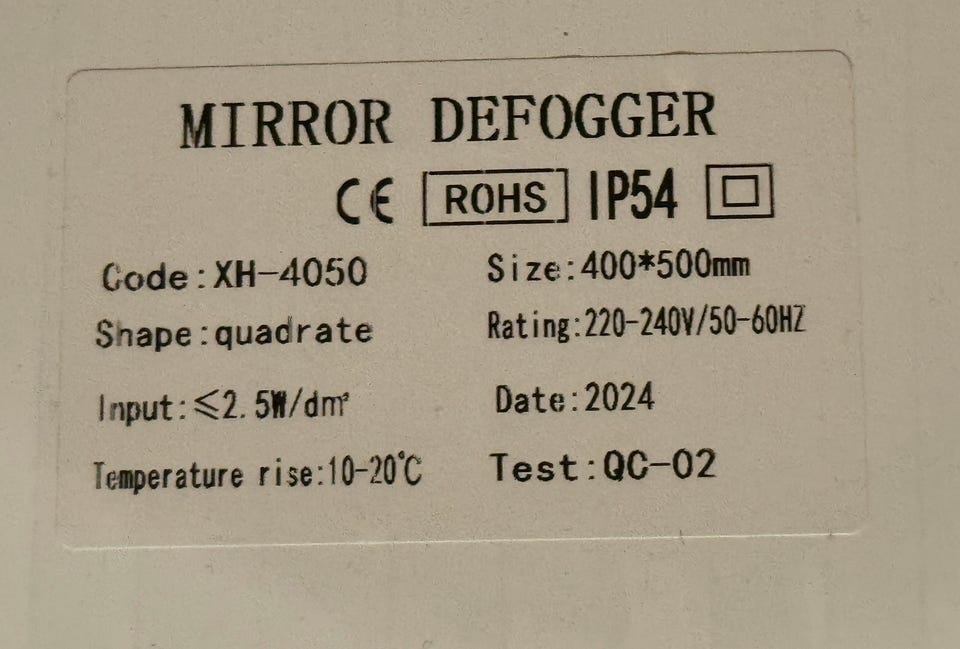 MIRROR DEFOGGER
CE ROHS IP54
Code:XH-4050 Size:400*500mm
Shape:quadrate Rating:220-240V/50-60HZ
Input:≤2.5W/dm² Date:2024
Temperature rise:10-20℃ Test:QC-02